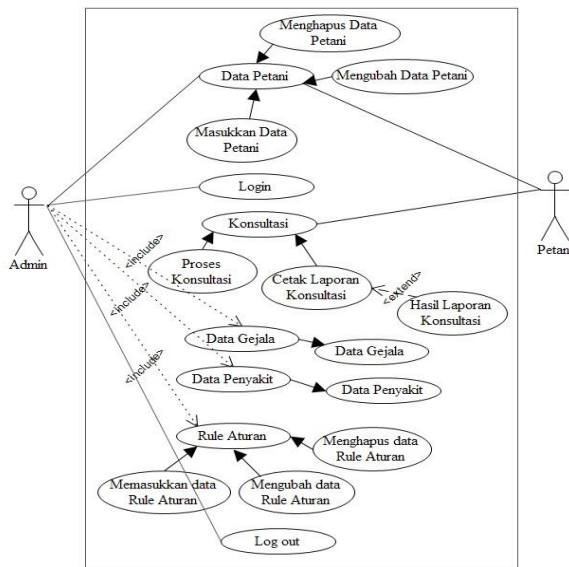 Menghapus Data
Petani
Data Petani
Mengubah Data Petani
Masukkan Data
Petani
Login
Admin
Petani
Konsultasi
<include>
Proses
Konsultasi
Cetak Laporan
Konsultasi
<extend>
Hasil Laporan
Konsultasi
<include>
Data Gejala
Data Gejala
<include>
Data Penyakit
Data Penyakit
Rule Aturan
Menghapus data
Rule Aturan
Memasukkan data
Rule Aturan
Mengubah data
Rule Aturan
Log out